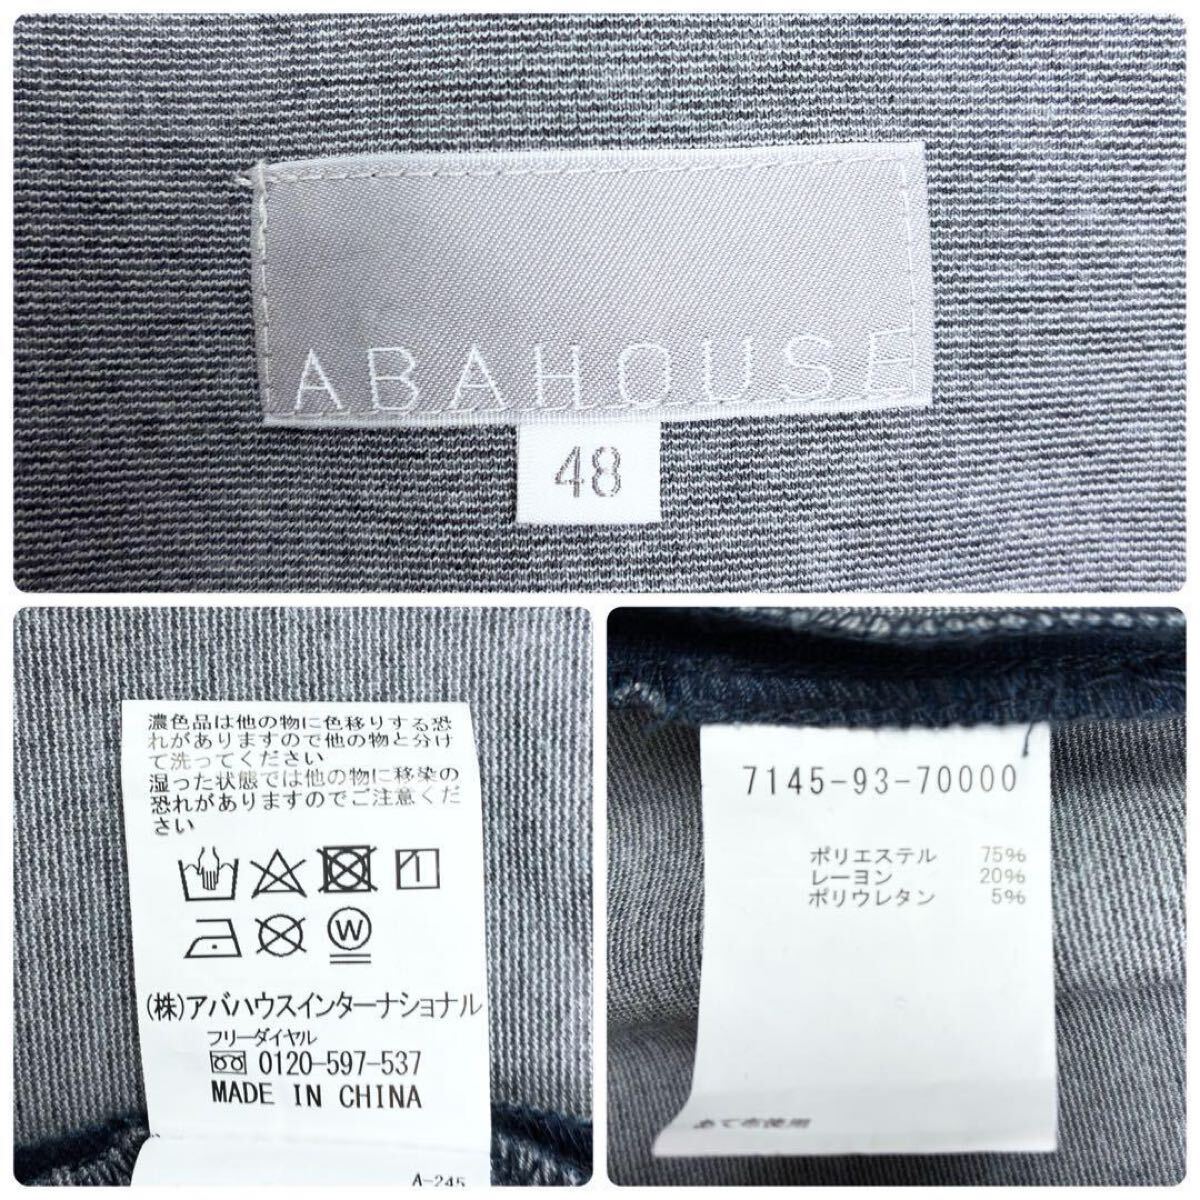 ABAHOUSE
48
濃色品は他の物に色移りする恐
れがありますので他の物と分け
て洗ってください
湿った状態では他の物に移染の
恐れがありますのでご注意くだ
さい
W
(株)アバハウスインターナショナル
フリーダイヤル
0120-597-537
MADE IN CHINA
A-245
7145-93-70000
ポリエステル 75%
レーヨン 20%
ポリウレタン 5%
あて布使用